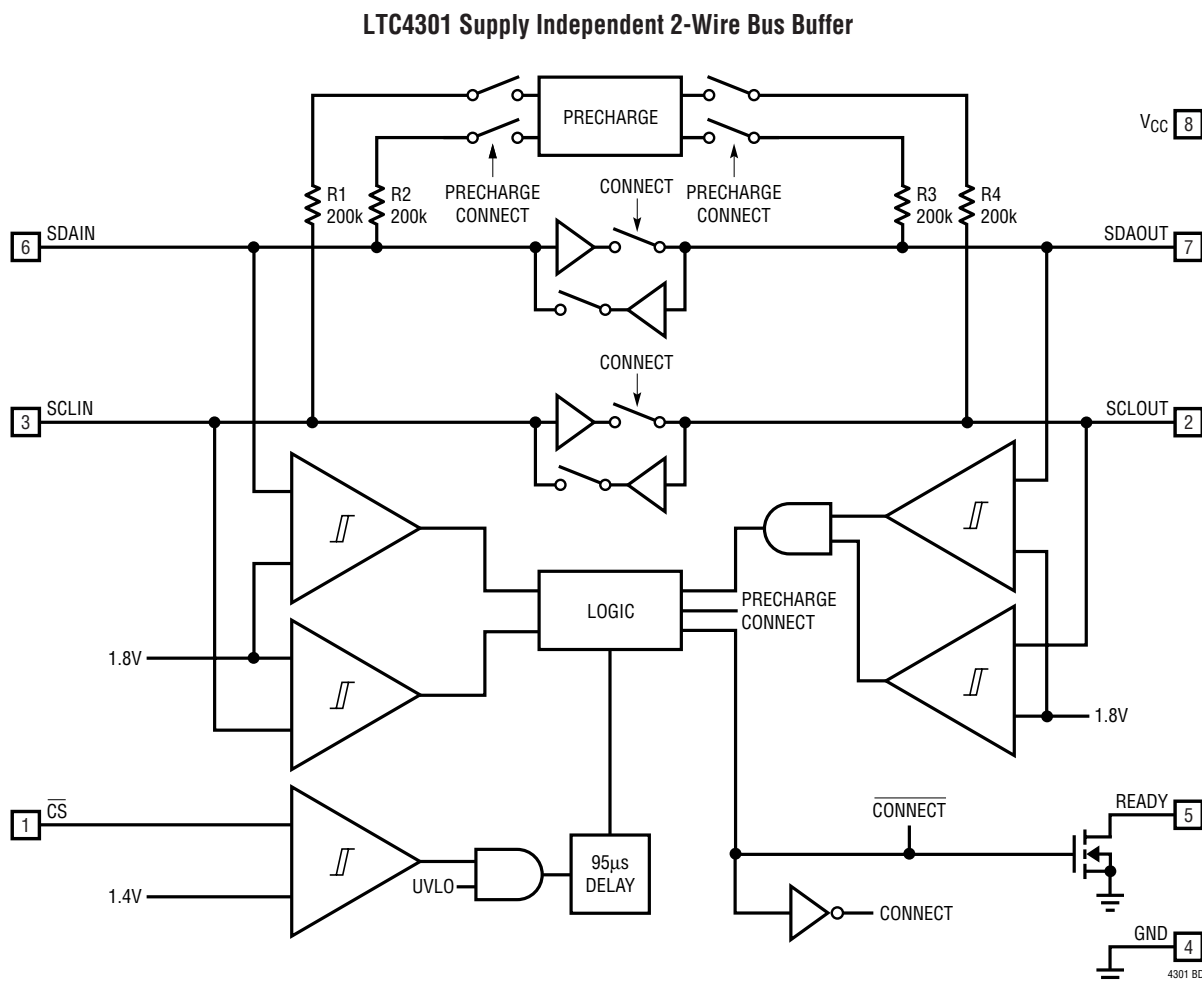 LTC4301 Supply Independent 2-Wire Bus Buffer
PRECHARGE
VCC 8
PRECHARGE
CONNECT
CONNECT
PRECHARGE
CONNECT
R1
200k
R2
200k
R3
200k
R4
200k
6 SDAIN
SDAOUT 7
CONNECT
3 SCLIN
SCLOUT 2
LOGIC
PRECHARGE
CONNECT
1.8V
1.8V
1 CS
CONNECT
READY 5
95µs
DELAY
UVLO
1.4V
CONNECT
GND 4
4301 BD